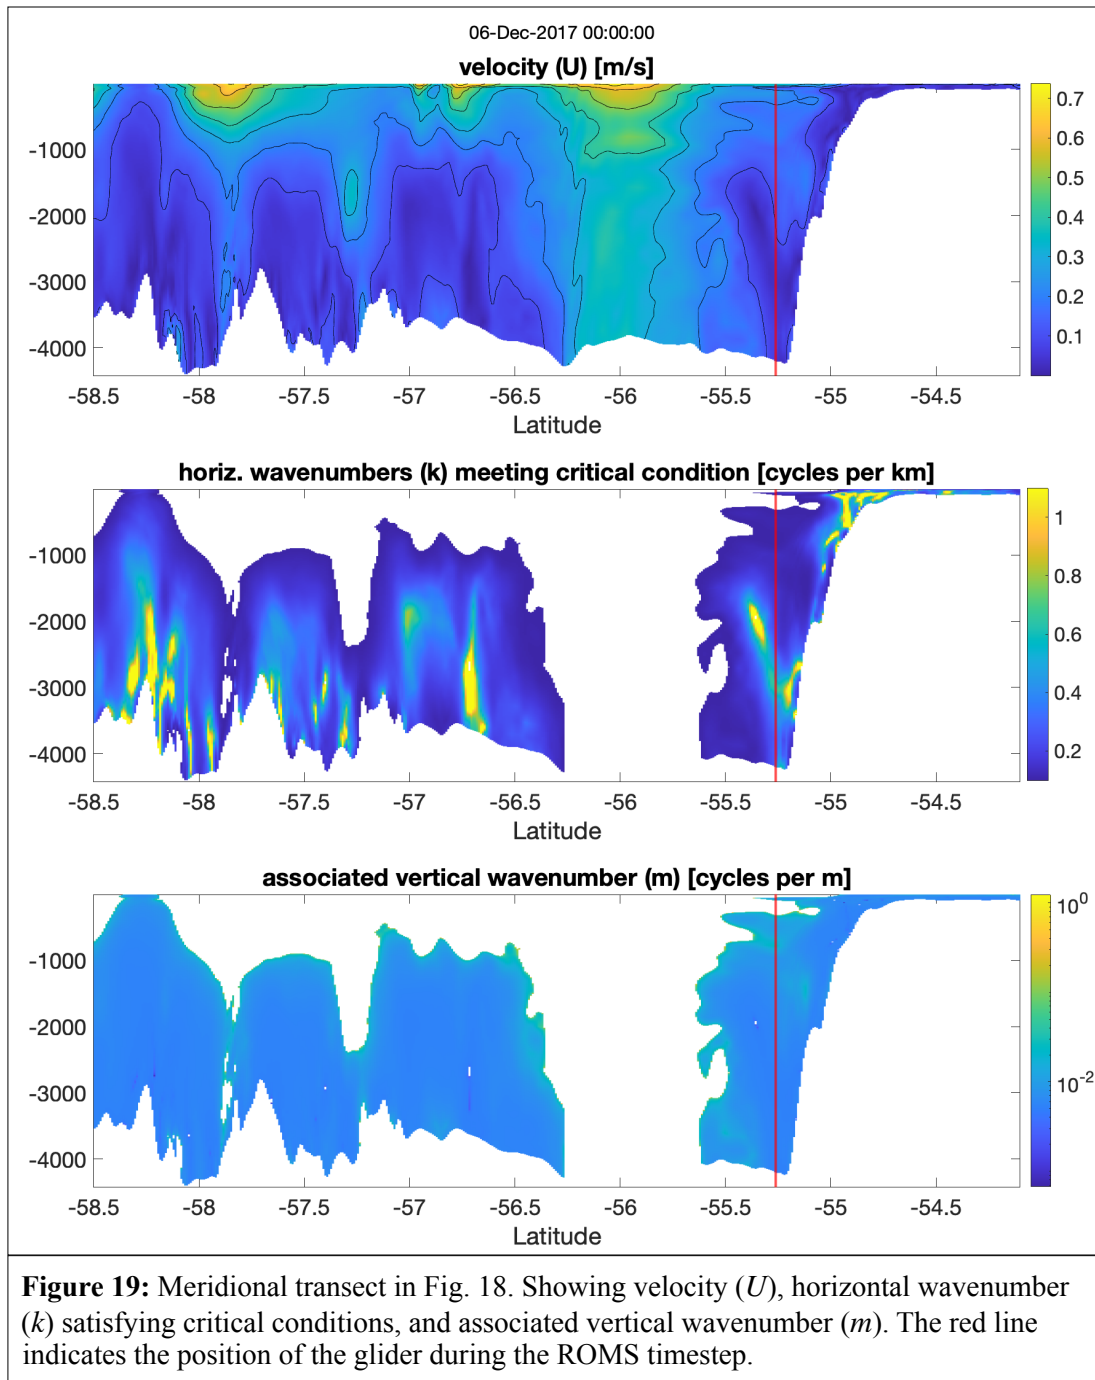 06-Dec-2017 00:00:00
velocity (U) [m/s]
-1000
-2000
-3000
-4000
-58.5 -58 -57.5 -57 -56.5 -56 -55.5 -55 -54.5
Latitude
0.7
0.6
0.5
0.4
0.3
0.2
0.1
horiz. wavenumbers (k) meeting critical condition [cycles per km]
-1000
-2000
-3000
-4000
-58.5 -58 -57.5 -57 -56.5 -56 -55.5 -55 -54.5
Latitude
1
0.8
0.6
0.4
0.2
associated vertical wavenumber (m) [cycles per m]
-1000
-2000
-3000
-4000
-58.5 -58 -57.5 -57 -56.5 -56 -55.5 -55 -54.5
Latitude
10⁰
10⁻²
Figure 19: Meridional transect in Fig. 18. Showing velocity (U), horizontal wavenumber
(k) satisfying critical conditions, and associated vertical wavenumber (m). The red line
indicates the position of the glider during the ROMS timestep.